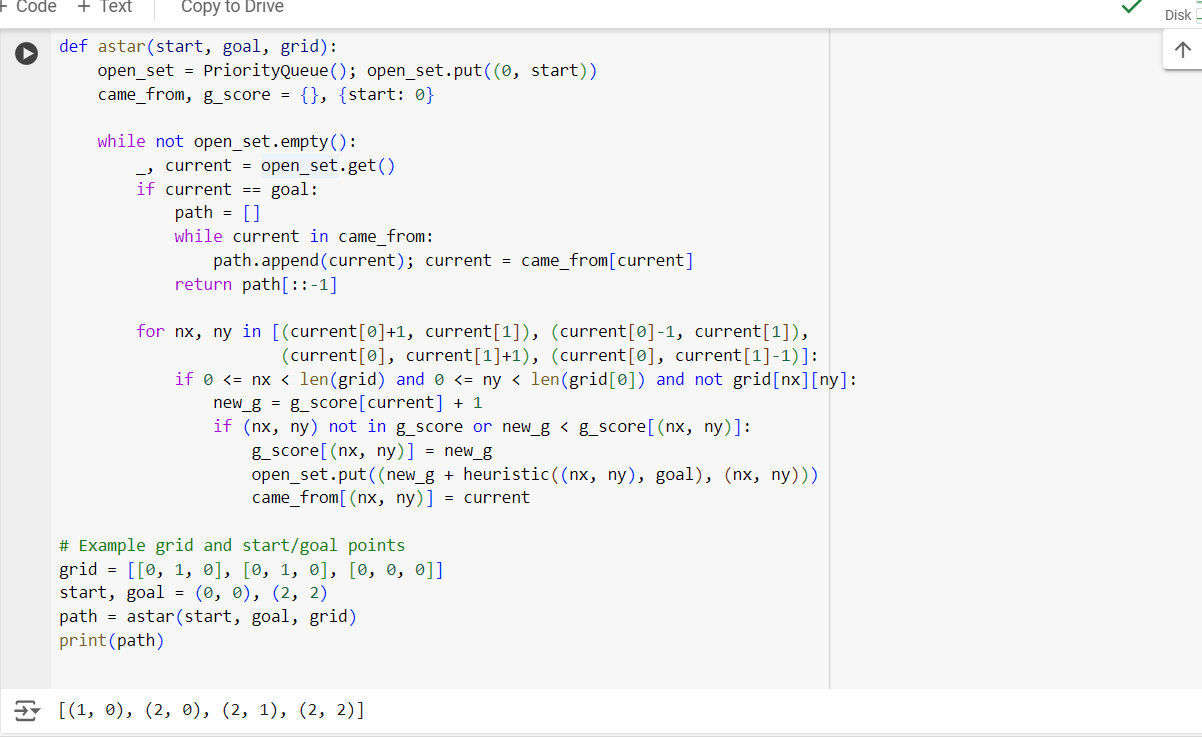 + Code + Text Copy to Drive
Disk
def astar(start, goal, grid):
    open_set = PriorityQueue(); open_set.put((0, start))
    came_from, g_score = {}, {start: 0}
    while not open_set.empty():
        _, current = open_set.get()
        if current == goal:
            path = []
            while current in came_from:
                path.append(current); current = came_from[current]
            return path[::-1]
        for nx, ny in [(current[0]+1, current[1]), (current[0]-1, current[1]),
                       (current[0], current[1]+1), (current[0], current[1]-1)]:
            if 0 <= nx < len(grid) and 0 <= ny < len(grid[0]) and not grid[nx][ny]:
                new_g = g_score[current] + 1
                if (nx, ny) not in g_score or new_g < g_score[(nx, ny)]:
                    g_score[(nx, ny)] = new_g
                    open_set.put((new_g + heuristic((nx, ny), goal), (nx, ny)))
                    came_from[(nx, ny)] = current
# Example grid and start/goal points
grid = [[0, 1, 0], [0, 1, 0], [0, 0, 0]]
start, goal = (0, 0), (2, 2)
path = astar(start, goal, grid)
print(path)
[(1, 0), (2, 0), (2, 1), (2, 2)]